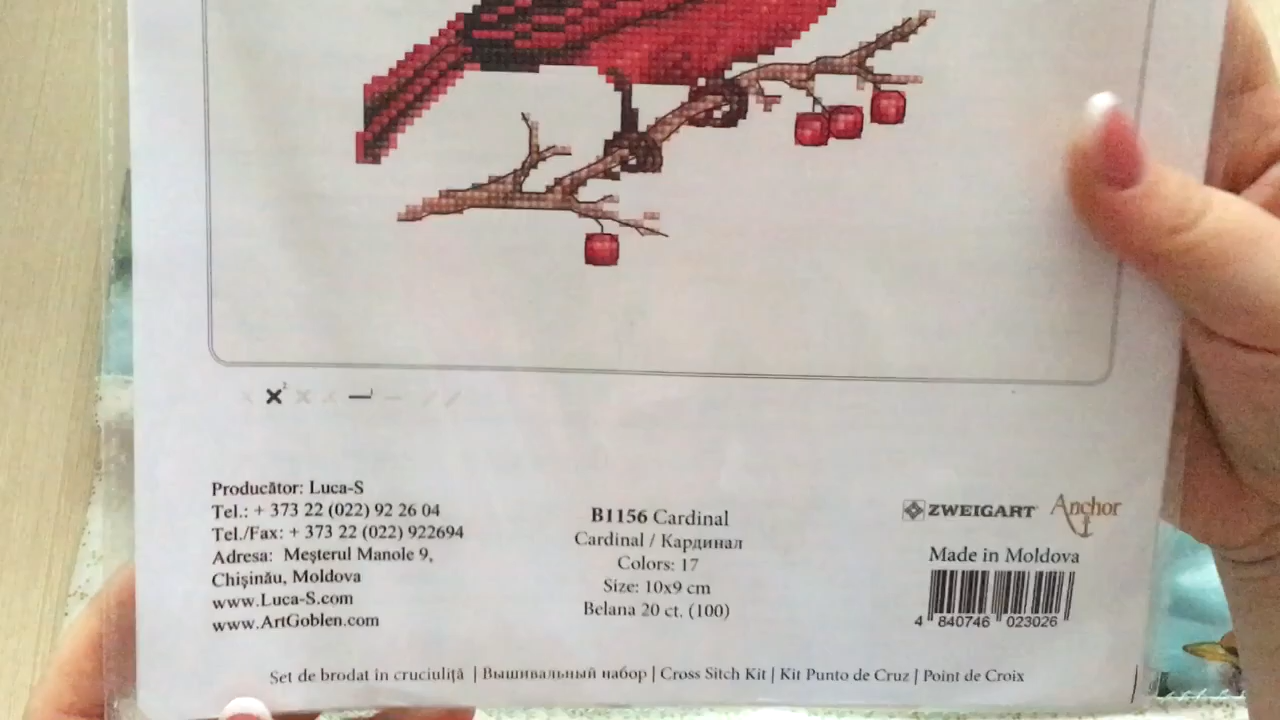 Producător: Luca-S
Tel.: + 373 22 (022) 92 26 04
Tel./Fax: + 373 22 (022) 922694
Adresa: Meşterul Manole 9,
Chişinău, Moldova
www.Luca-S.com
www.ArtGoblen.com
B1156 Cardinal
Cardinal / Кардинал
Colors: 17
Size: 10x9 cm
Belana 20 ct. (100)
ZWEIGART Anchor
Made in Moldova
4 840746 023026
Set de brodat în cruciuliţă | Вышивальный набор | Cross Sitch Kit | Kit Punto de Cruz | Point de Croix